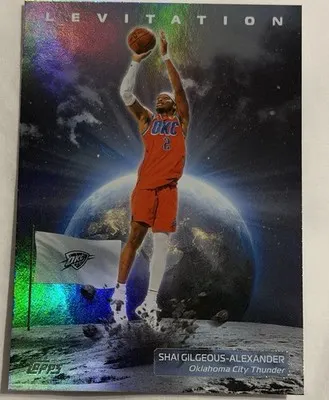 LEVITATION
OKC
2
SHAI GILGEOUS-ALEXANDER
Oklahoma City Thunder
TOPPS